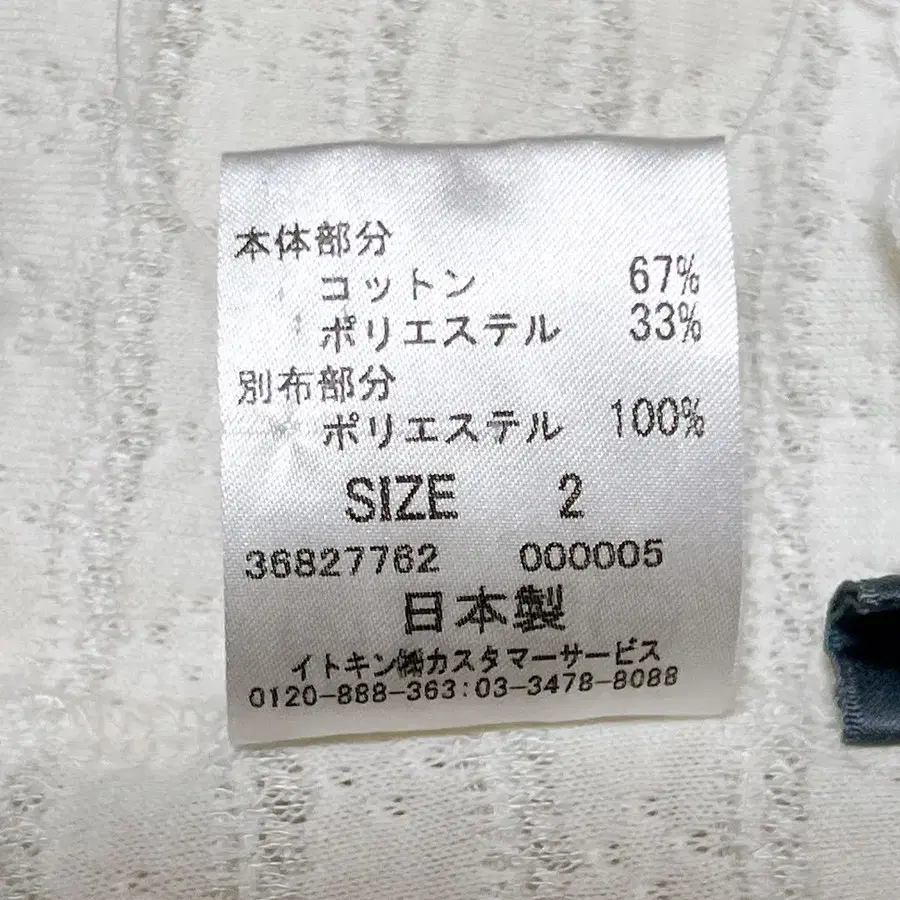 本体部分
コットン 67%
ポリエステル 33%
別布部分
ポリエステル 100%
SIZE 2
36827762 000005
日本製
イトキン㈱カスタマーサービス
0120-888-363:03-3478-8088